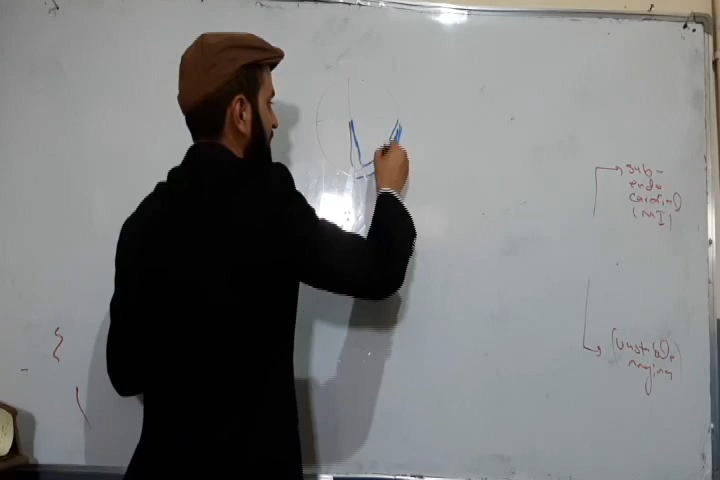 sub-
endo
cardial
(MI)
(unstable)
angina